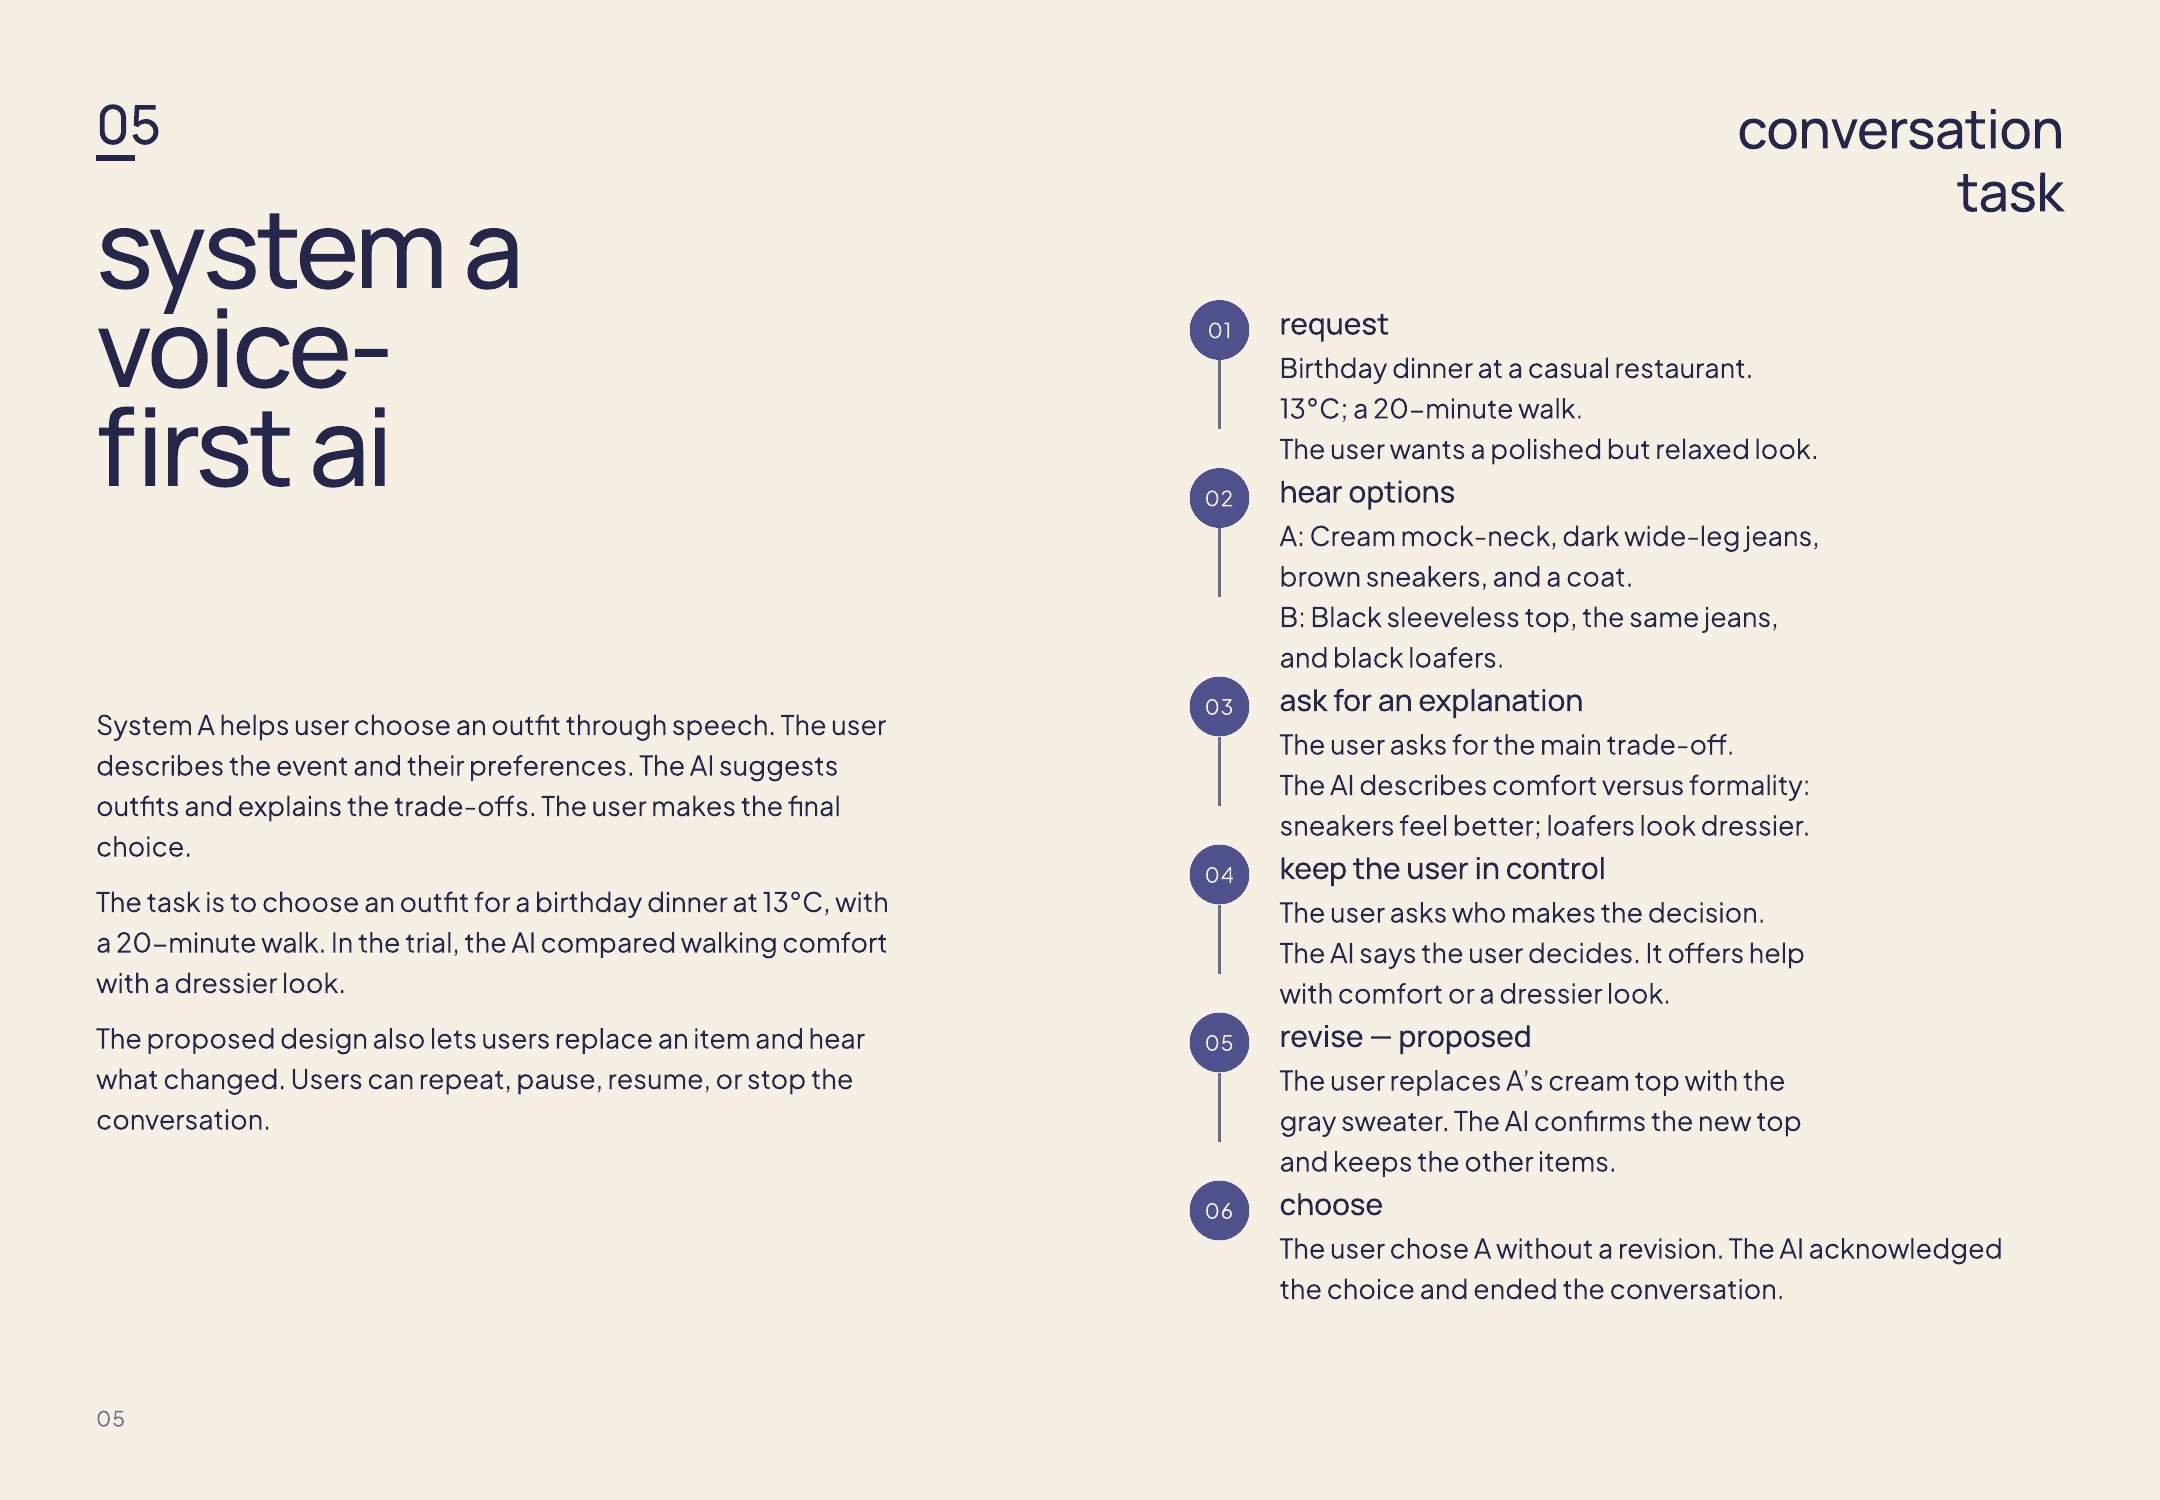 05
system a
voice-
first ai
System A helps user choose an outfit through speech. The user
describes the event and their preferences. The AI suggests
outfits and explains the trade-offs. The user makes the final
choice.
The task is to choose an outfit for a birthday dinner at 13°C, with
a 20–minute walk. In the trial, the AI compared walking comfort
with a dressier look.
The proposed design also lets users replace an item and hear
what changed. Users can repeat, pause, resume, or stop the
conversation.
conversation
task
01
request
Birthday dinner at a casual restaurant.
13°C; a 20–minute walk.
The user wants a polished but relaxed look.
02
hear options
A: Cream mock-neck, dark wide-leg jeans,
brown sneakers, and a coat.
B: Black sleeveless top, the same jeans,
and black loafers.
03
ask for an explanation
The user asks for the main trade-off.
The AI describes comfort versus formality:
sneakers feel better; loafers look dressier.
04
keep the user in control
The user asks who makes the decision.
The AI says the user decides. It offers help
with comfort or a dressier look.
05
revise — proposed
The user replaces A’s cream top with the
gray sweater. The AI confirms the new top
and keeps the other items.
06
choose
The user chose A without a revision. The AI acknowledged
the choice and ended the conversation.
05